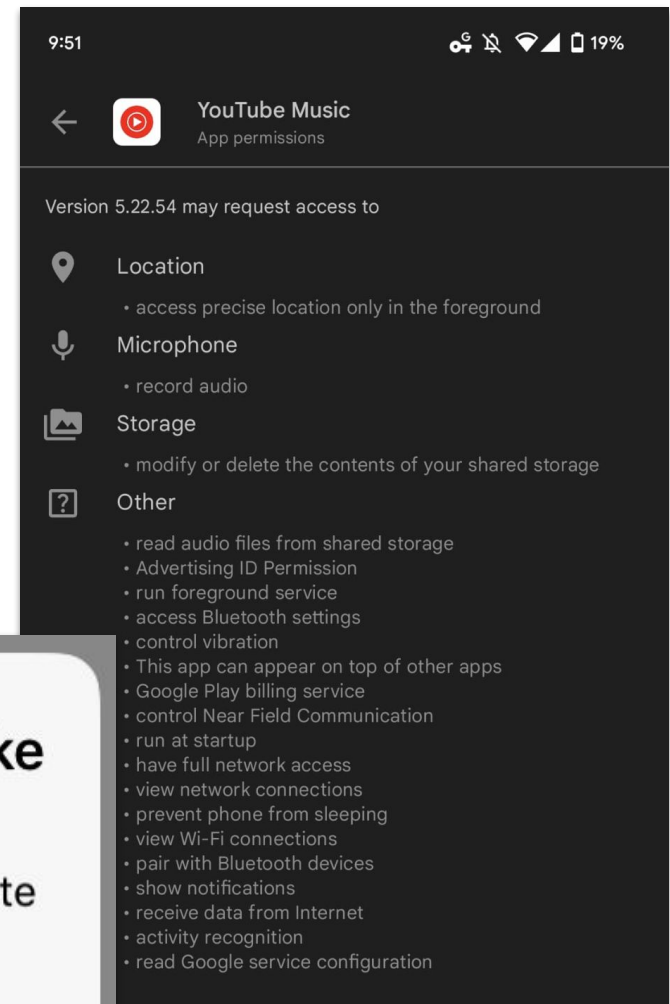 9:51
G 19%
YouTube Music
App permissions
Version 5.22.54 may request access to
Location
• access precise location only in the foreground
Microphone
• record audio
Storage
• modify or delete the contents of your shared storage
? Other
• read audio files from shared storage
• Advertising ID Permission
• run foreground service
• access Bluetooth settings
• control vibration
• This app can appear on top of other apps
• Google Play billing service
• control Near Field Communication
• run at startup
• have full network access
• view network connections
• prevent phone from sleeping
• view Wi-Fi connections
• pair with Bluetooth devices
• show notifications
• receive data from Internet
• activity recognition
• read Google service configuration
ke
te